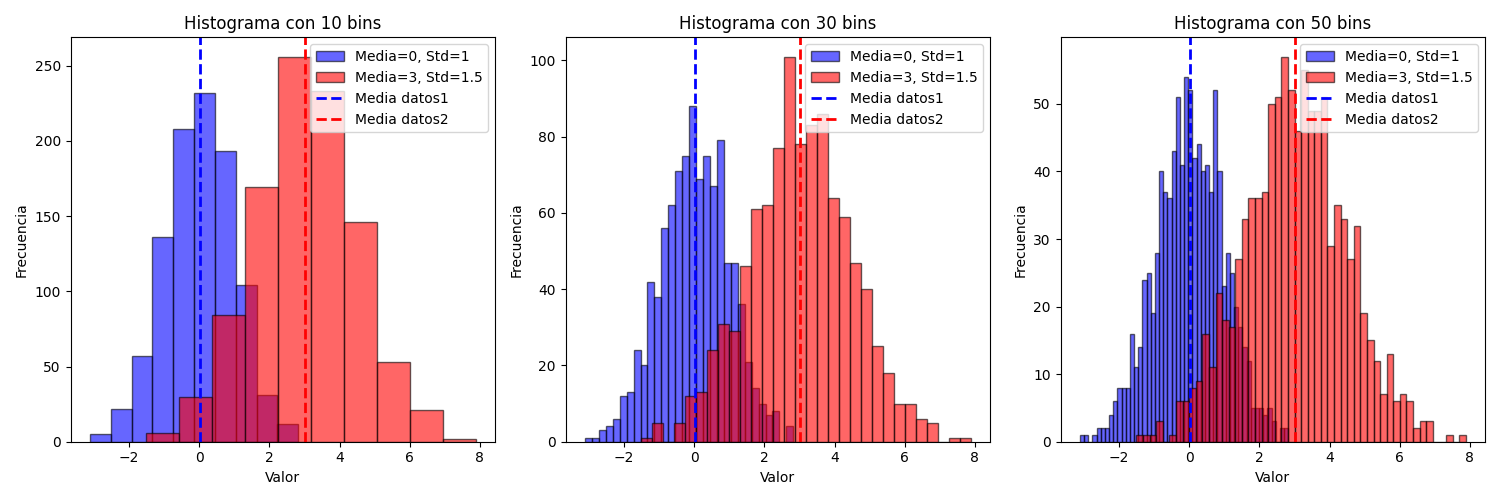 Histograma con 10 bins
Media=0, Std=1
Media=3, Std=1.5
Media datos1
Media datos2
Frecuencia
250
200
150
100
50
0
−2
0
2
4
6
8
Valor
Histograma con 30 bins
Media=0, Std=1
Media=3, Std=1.5
Media datos1
Media datos2
Frecuencia
100
80
60
40
20
0
−2
0
2
4
6
8
Valor
Histograma con 50 bins
Media=0, Std=1
Media=3, Std=1.5
Media datos1
Media datos2
Frecuencia
50
40
30
20
10
0
−2
0
2
4
6
8
Valor